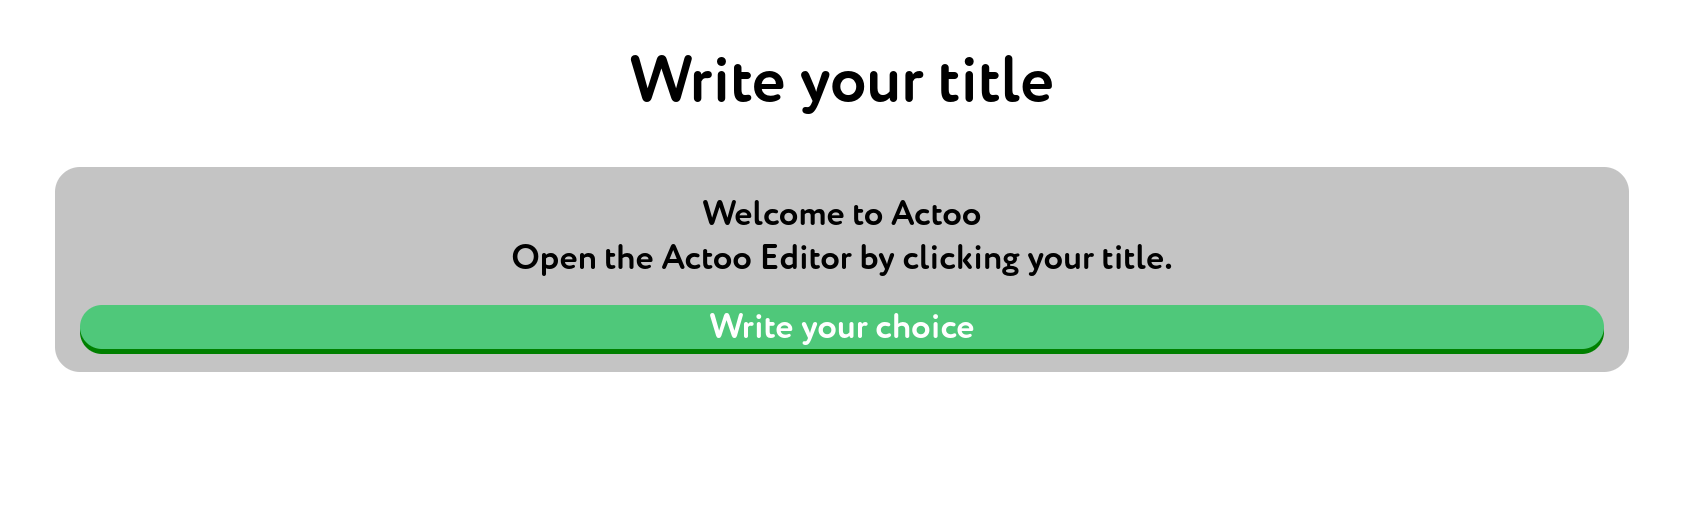 Write your title
Welcome to Actoo
Open the Actoo Editor by clicking your title.
Write your choice